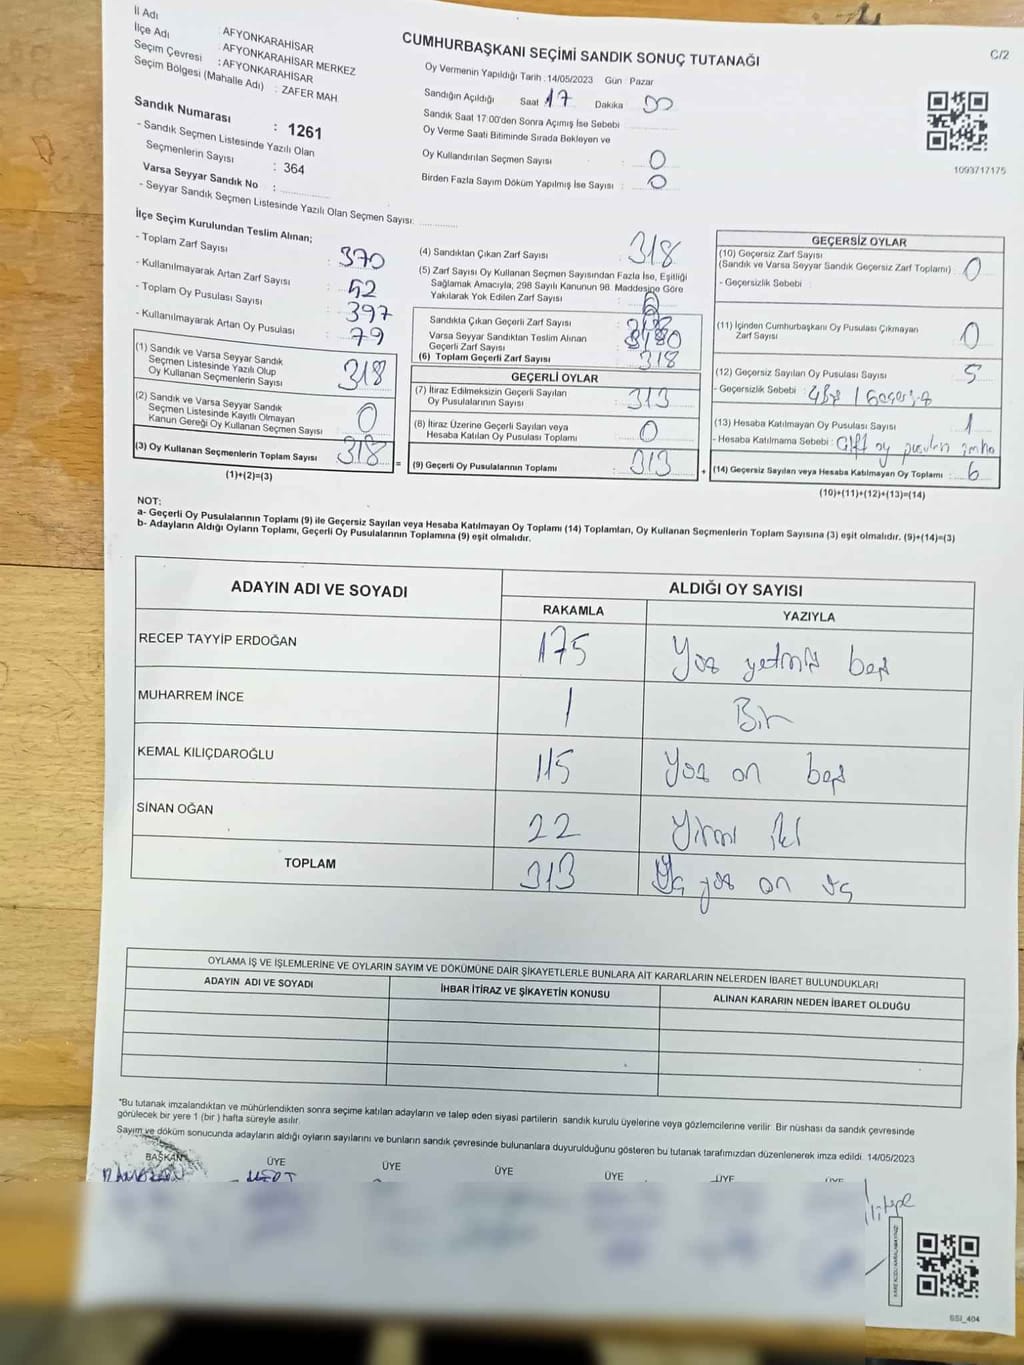 İl Adı : AFYONKARAHİSAR
İlçe Adı : AFYONKARAHİSAR MERKEZ
Seçim Çevresi : AFYONKARAHİSAR
Seçim Bölgesi (Mahalle Adı) : ZAFER MAH.
Sandık Numarası : 1261
- Sandık Seçmen Listesinde Yazılı Olan
Seçmenlerin Sayısı : 364
Varsa Seyyar Sandık No :
- Seyyar Sandık Seçmen Listesinde Yazılı Olan Seçmen Sayısı:
CUMHURBAŞKANI SEÇİMİ SANDIK SONUÇ TUTANAĞI
C/2
Oy Vermenin Yapıldığı Tarih : 14/05/2023 Gün : Pazar
Sandığın Açıldığı Saat 17 Dakika 00
Sandık Saat 17:00'den Sonra Açımış İse Sebebi
Oy Verme Saati Bitiminde Sırada Bekleyen ve
Oy Kullandırılan Seçmen Sayısı : 0
Birden Fazla Sayım Döküm Yapılmış İse Sayısı : 0
1093717175
İlçe Seçim Kurulundan Teslim Alınan;
- Toplam Zarf Sayısı : 370
- Kullanılmayarak Artan Zarf Sayısı : 52
- Toplam Oy Pusulası Sayısı : 397
- Kullanılmayarak Artan Oy Pusulası : 79
(1) Sandık ve Varsa Seyyar Sandık
Seçmen Listesinde Yazılı Olup
Oy Kullanan Seçmenlerin Sayısı 318
(2) Sandık ve Varsa Seyyar Sandık
Seçmen Listesinde Kayıtlı Olmayan
Kanun Gereği Oy Kullanan Seçmen Sayısı 0
(3) Oy Kullanan Seçmenlerin Toplam Sayısı 318
(1)+(2)=(3)
(4) Sandıktan Çıkan Zarf Sayısı : 318
(5) Zarf Sayısı Oy Kullanan Seçmen Sayısından Fazla İse, Eşitliği
Sağlamak Amacıyla; 298 Sayılı Kanunun 98. Maddesine Göre
Yakılarak Yok Edilen Zarf Sayısı : 0
Sandıkta Çıkan Geçerli Zarf Sayısı : 318
Varsa Seyyar Sandıktan Teslim Alınan
Geçerli Zarf Sayısı :
(6) Toplam Geçerli Zarf Sayısı : 318
GEÇERLİ OYLAR
(7) İtiraz Edilmeksizin Geçerli Sayılan
Oy Pusulalarının Sayısı : 313
(8) İtiraz Üzerine Geçerli Sayılan veya
Hesaba Katılan Oy Pusulası Toplamı : 0
= (9) Geçerli Oy Pusulalarının Toplamı : 313 +
GEÇERSİZ OYLAR
(10) Geçersiz Zarf Sayısı
(Sandık ve Varsa Seyyar Sandık Geçersiz Zarf Toplamı) : 0
- Geçersizlik Sebebi :
(11) İçinden Cumhurbaşkanı Oy Pusulası Çıkmayan
Zarf Sayısı : 0
(12) Geçersiz Sayılan Oy Pusulası Sayısı : 5
- Geçersizlik Sebebi :
(13) Hesaba Katılmayan Oy Pusulası Sayısı : 1
- Hesaba Katılmama Sebebi : Çift oy pusulası imha
(14) Geçersiz Sayılan veya Hesaba Katılmayan Oy Toplamı : 6
(10)+(11)+(12)+(13)=(14)
NOT:
a- Geçerli Oy Pusulalarının Toplamı (9) ile Geçersiz Sayılan veya Hesaba Katılmayan Oy Toplamı (14) Toplamları, Oy Kullanan Seçmenlerin Toplam Sayısına (3) eşit olmalıdır. (9)+(14)=(3)
b- Adayların Aldığı Oyların Toplamı, Geçerli Oy Pusulalarının Toplamına (9) eşit olmalıdır.
ADAYIN ADI VE SOYADI ALDIĞI OY SAYISI
RAKAMLA YAZIYLA
RECEP TAYYİP ERDOĞAN 175 Yüz yetmiş beş
MUHARREM İNCE 1 Bir
KEMAL KILIÇDAROĞLU 115 Yüz on beş
SİNAN OĞAN 22 Yirmi iki
TOPLAM 313 Üç yüz on üç
OYLAMA İŞ VE İŞLEMLERİNE VE OYLARIN SAYIM VE DÖKÜMÜNE DAİR ŞİKAYETLERLE BUNLARA AİT KARARLARIN NELERDEN İBARET BULUNDUKLARI
ADAYIN ADI VE SOYADI İHBAR İTİRAZ VE ŞİKAYETİN KONUSU ALINAN KARARIN NEDEN İBARET OLDUĞU
*Bu tutanak imzalandıktan ve mühürlendikten sonra seçime katılan adayların ve talep eden siyasi partilerin sandık kurulu üyelerine veya gözlemcilerine verilir. Bir nüshası da sandık çevresinde
görülecek bir yere 1 (bir ) hafta süreyle asılır.
Sayım ve döküm sonucunda adayların aldığı oyların sayılarını ve bunların sandık çevresinde bulunanlara duyurulduğunu gösteren bu tutanak tarafımızdan düzenlenerek imza edildi. 14/05/2023
BAŞKAN ÜYE ÜYE ÜYE ÜYE ÜYE ÜYE
SSİ_404